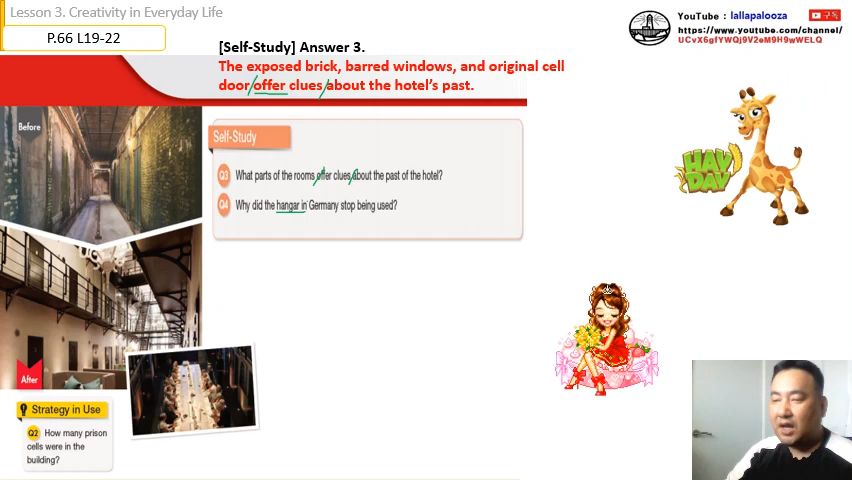 Lesson 3. Creativity in Everyday Life
P.66 L19-22
[Self-Study] Answer 3.
The exposed brick, barred windows, and original cell
door offer clues about the hotel's past.
YouTube : lallapalooza
구독
https://www.youtube.com/channel/
UCvX6gfYWQj9V2eM9H9wWELQ
Before
Self-Study
Q3 What parts of the rooms offer clues about the past of the hotel?
Q4 Why did the hangar in Germany stop being used?
HAY
DAY
After
Strategy in Use
Q2 How many prison
cells were in the
building?